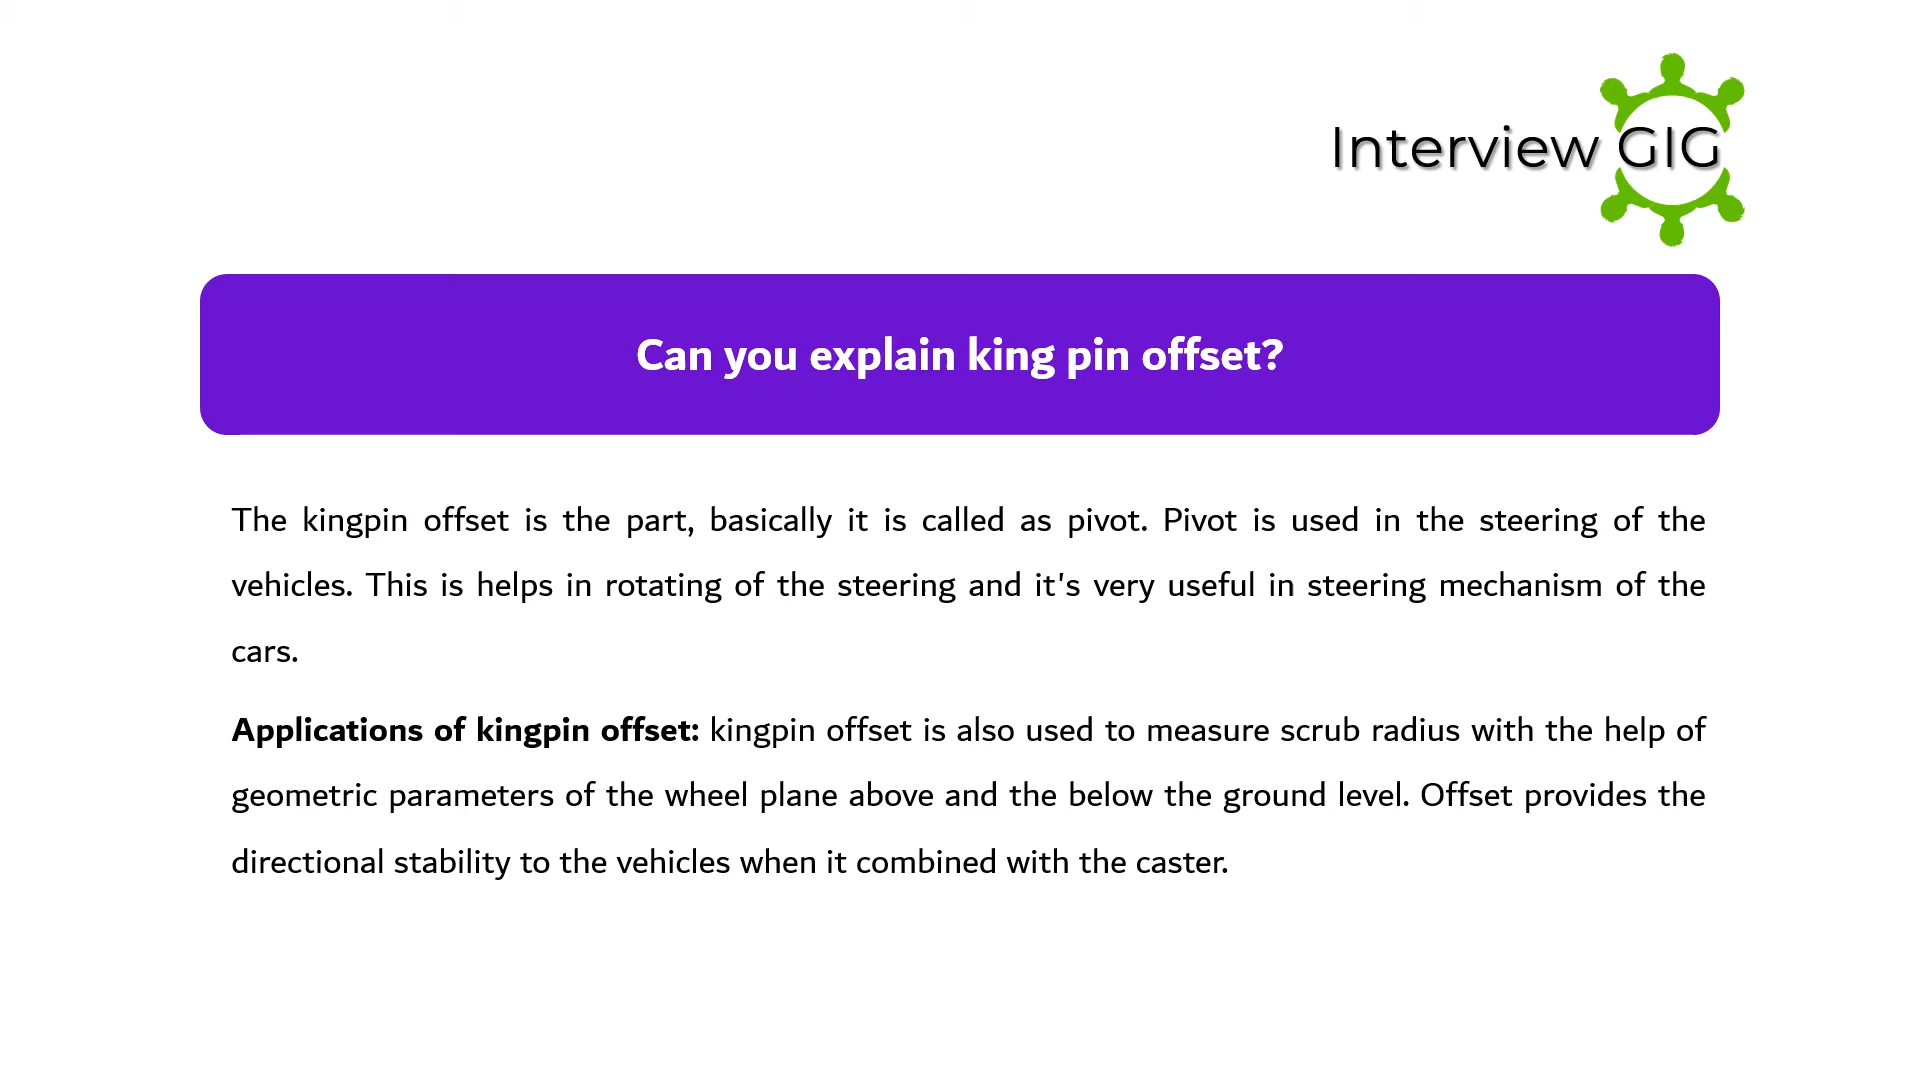 Interview GIG
Can you explain king pin offset?
The kingpin offset is the part, basically it is called as pivot. Pivot is used in the steering of the
vehicles. This is helps in rotating of the steering and it's very useful in steering mechanism of the
cars.
Applications of kingpin offset: kingpin offset is also used to measure scrub radius with the help of
geometric parameters of the wheel plane above and the below the ground level. Offset provides the
directional stability to the vehicles when it combined with the caster.